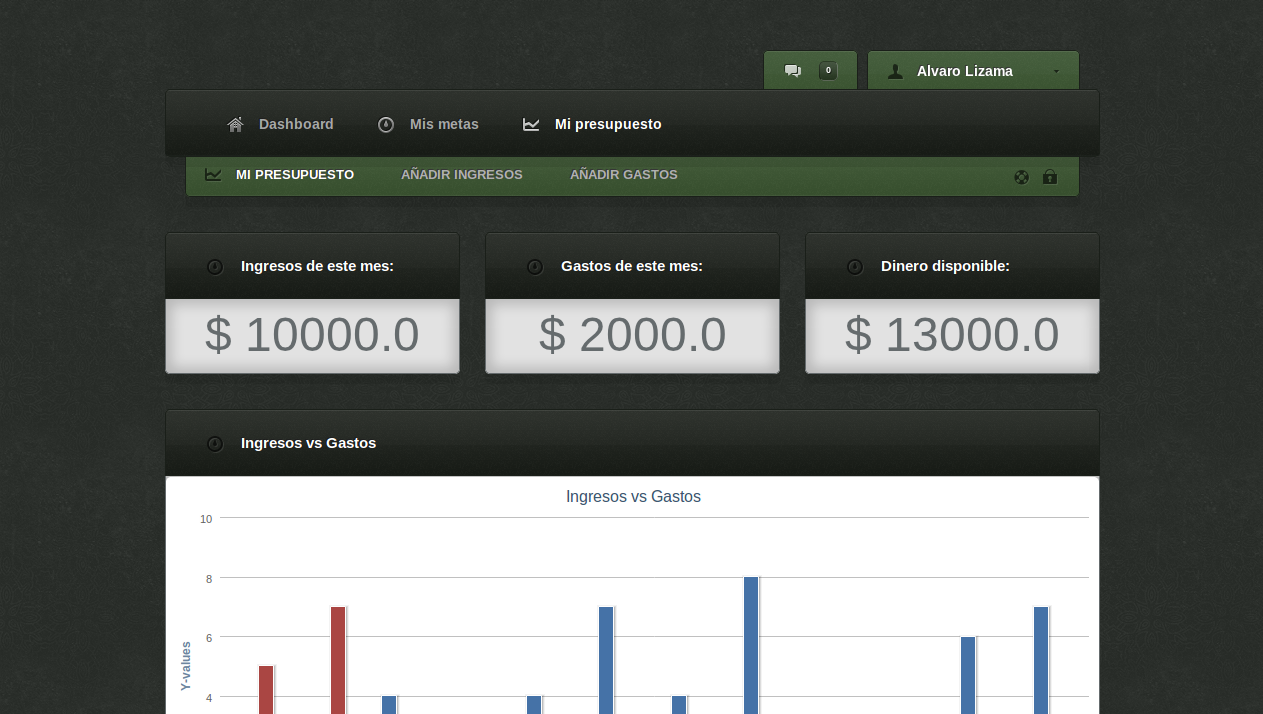 0
Alvaro Lizama
Dashboard
Mis metas
Mi presupuesto
MI PRESUPUESTO
AÑADIR INGRESOS
AÑADIR GASTOS
Ingresos de este mes:
$ 10000.0
Gastos de este mes:
$ 2000.0
Dinero disponible:
$ 13000.0
Ingresos vs Gastos
Ingresos vs Gastos
10
8
6
4
Y-values